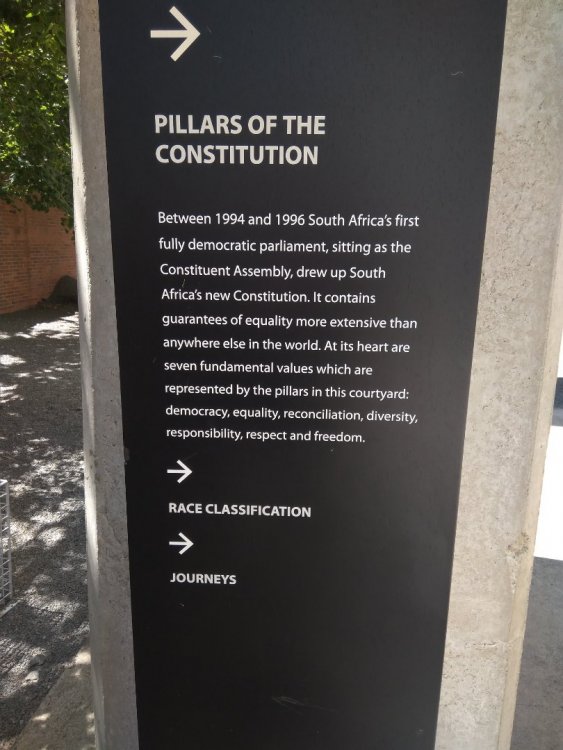 PILLARS OF THE
CONSTITUTION
Between 1994 and 1996 South Africa's first
fully democratic parliament, sitting as the
Constituent Assembly, drew up South
Africa's new Constitution. It contains
guarantees of equality more extensive than
anywhere else in the world. At its heart are
seven fundamental values which are
represented by the pillars in this courtyard:
democracy, equality, reconciliation, diversity,
responsibility, respect and freedom.
RACE CLASSIFICATION
JOURNEYS